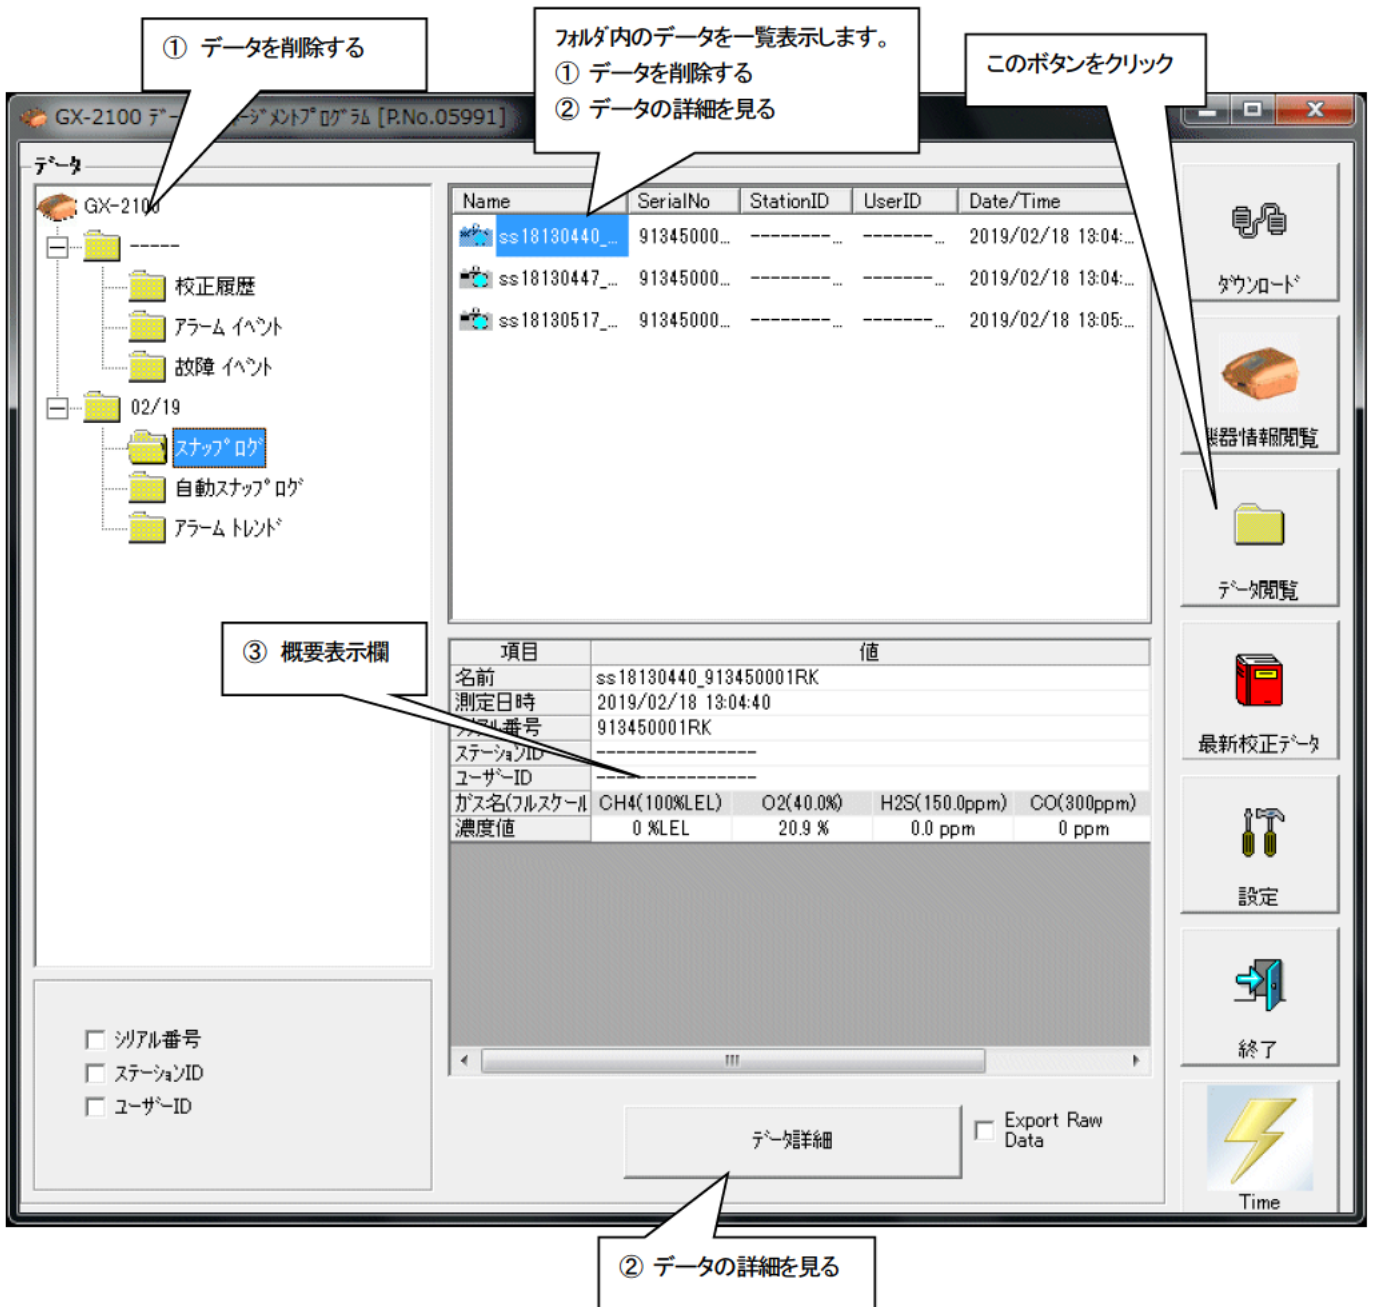 ① データを削除する
フォルダ内のデータを一覧表示します。
① データを削除する
② データの詳細を見る
このボタンをクリック
GX-2100 ﾃﾞｰ ｰｼﾞﾒﾝﾄﾌﾟﾛｸﾞﾗﾑ [P.No.05991]
ﾃﾞｰﾀ
GX-2100
-----
校正履歴
ｱﾗｰﾑ ｲﾍﾞﾝﾄ
故障 ｲﾍﾞﾝﾄ
02/19
ｽﾅｯﾌﾟ ﾛｸﾞ
自動ｽﾅｯﾌﾟ ﾛｸﾞ
ｱﾗｰﾑ ﾄﾚﾝﾄﾞ
Name SerialNo StationID UserID Date/Time
ss18130440_... 91345000... --------... -------... 2019/02/18 13:04:...
ss18130447_... 91345000... --------... -------... 2019/02/18 13:04:...
ss18130517_... 91345000... --------... -------... 2019/02/18 13:05:...
③ 概要表示欄
項目 値
名前 ss18130440_913450001RK
測定日時 2019/02/18 13:04:40
ｼﾘｱﾙ番号 913450001RK
ｽﾃｰｼｮﾝID ----------------
ﾕｰｻﾞｰID ----------------
ｶﾞｽ名(ﾌﾙｽｹｰﾙ CH4(100%LEL) O2(40.0%) H2S(150.0ppm) CO(300ppm)
濃度値 0 %LEL 20.9 % 0.0 ppm 0 ppm
ｼﾘｱﾙ番号
ｽﾃｰｼｮﾝID
ﾕｰｻﾞｰID
ﾃﾞｰﾀ詳細
Export Raw
Data
② データの詳細を見る
ﾀﾞｳﾝﾛｰﾄﾞ
機器情報閲覧
ﾃﾞｰﾀ閲覧
最新校正ﾃﾞｰﾀ
設定
終了
Time